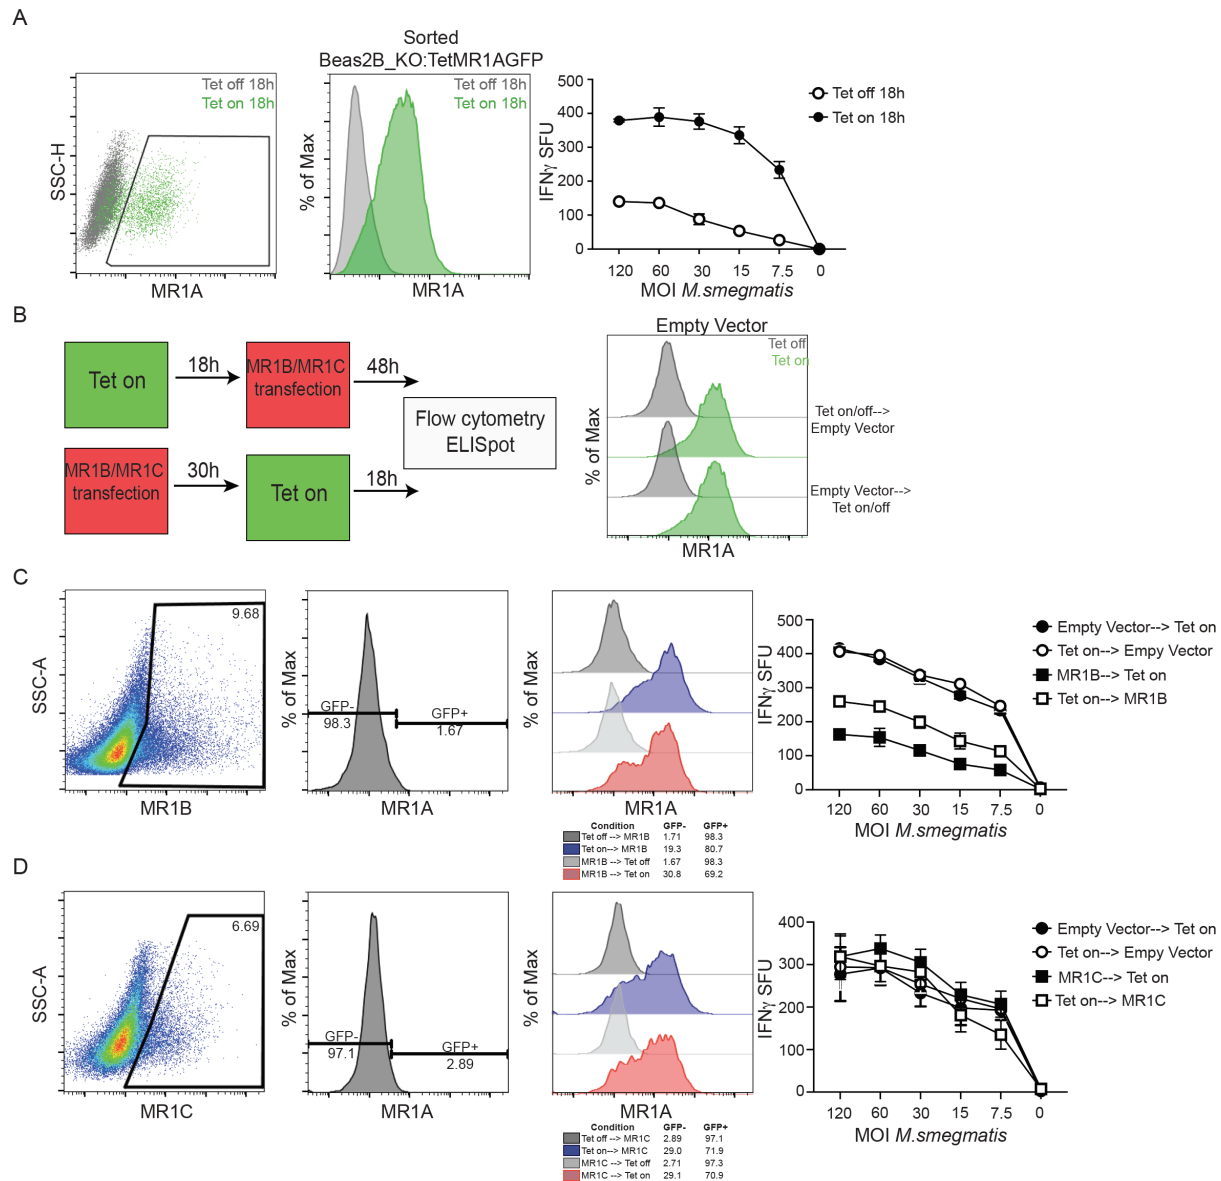 A
Sorted
Beas2B_KO:TetMR1AGFP
Tet off 18h
Tet on 18h
SSC-H
MR1A
Tet off 18h
Tet on 18h
% of Max
MR1A
500
400
300
200
100
0
IFNγ SFU
120 60 30 15 7.5 0
MOI M.smegmatis
Tet off 18h
Tet on 18h
B
Tet on
18h
MR1B/MR1C
transfection
48h
Flow cytometry
ELISpot
MR1B/MR1C
transfection
30h
Tet on
18h
Empty Vector
Tet off
Tet on
% of Max
MR1A
Tet on/off-->
Empty Vector
Empty Vector-->
Tet on/off
C
9.68
SSC-A
MR1B
% of Max
GFP-
98.3
GFP+
1.67
MR1A
% of Max
MR1A
Condition GFP- GFP+
Tet off --> MR1B 1.71 98.3
Tet on--> MR1B 19.3 80.7
MR1B --> Tet off 1.67 98.3
MR1B --> Tet on 30.8 69.2
500
400
300
200
100
0
IFNγ SFU
120 60 30 15 7.5 0
MOI M.smegmatis
Empty Vector--> Tet on
Tet on--> Empy Vector
MR1B--> Tet on
Tet on--> MR1B
D
6.69
SSC-A
MR1C
% of Max
GFP-
97.1
GFP+
2.89
MR1A
% of Max
MR1A
Condition GFP- GFP+
Tet off --> MR1C 2.89 97.1
Tet on--> MR1C 29.0 71.9
MR1C --> Tet off 2.71 97.3
MR1C --> Tet on 29.1 70.9
400
300
200
100
0
IFNγ SFU
120 60 30 15 7.5 0
MOI M.smegmatis
Empty Vector--> Tet on
Tet on--> Empy Vector
MR1C--> Tet on
Tet on--> MR1C